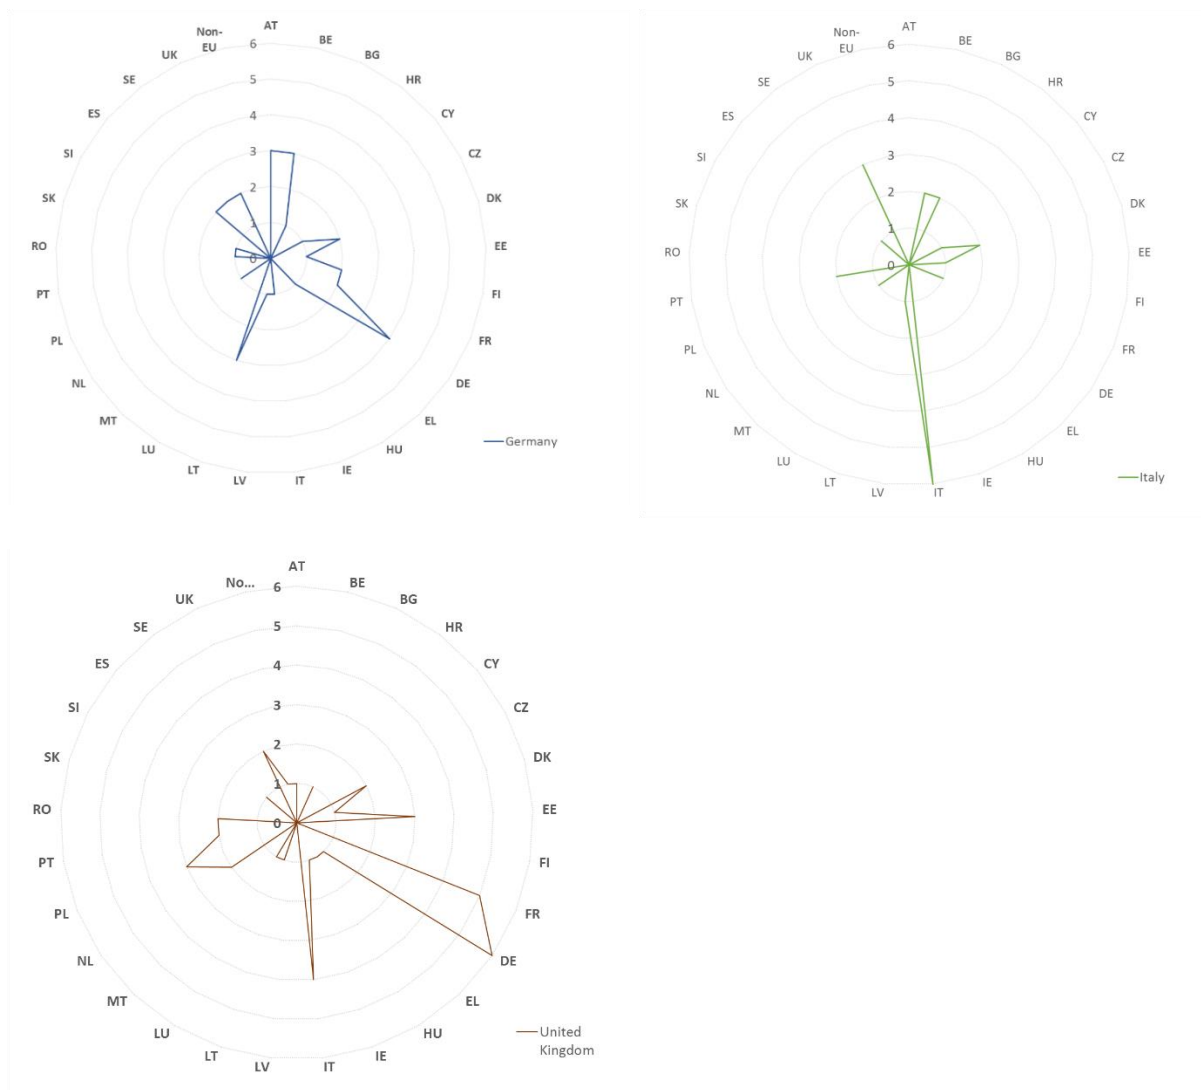 AT
BE
BG
HR
CY
CZ
DK
EE
FI
FR
DE
EL
HU
IE
IT
LV
LT
LU
MT
NL
PL
PT
RO
SK
SI
ES
SE
UK
Non-
EU
6
5
4
3
2
1
0
Germany
AT
BE
BG
HR
CY
CZ
DK
EE
FI
FR
DE
EL
HU
IE
IT
LV
LT
LU
MT
NL
PL
PT
RO
SK
SI
ES
SE
UK
Non-
EU
6
5
4
3
2
1
0
Italy
AT
BE
BG
HR
CY
CZ
DK
EE
FI
FR
DE
EL
HU
IE
IT
LV
LT
LU
MT
NL
PL
PT
RO
SK
SI
ES
SE
UK
No...
6
5
4
3
2
1
0
United
Kingdom